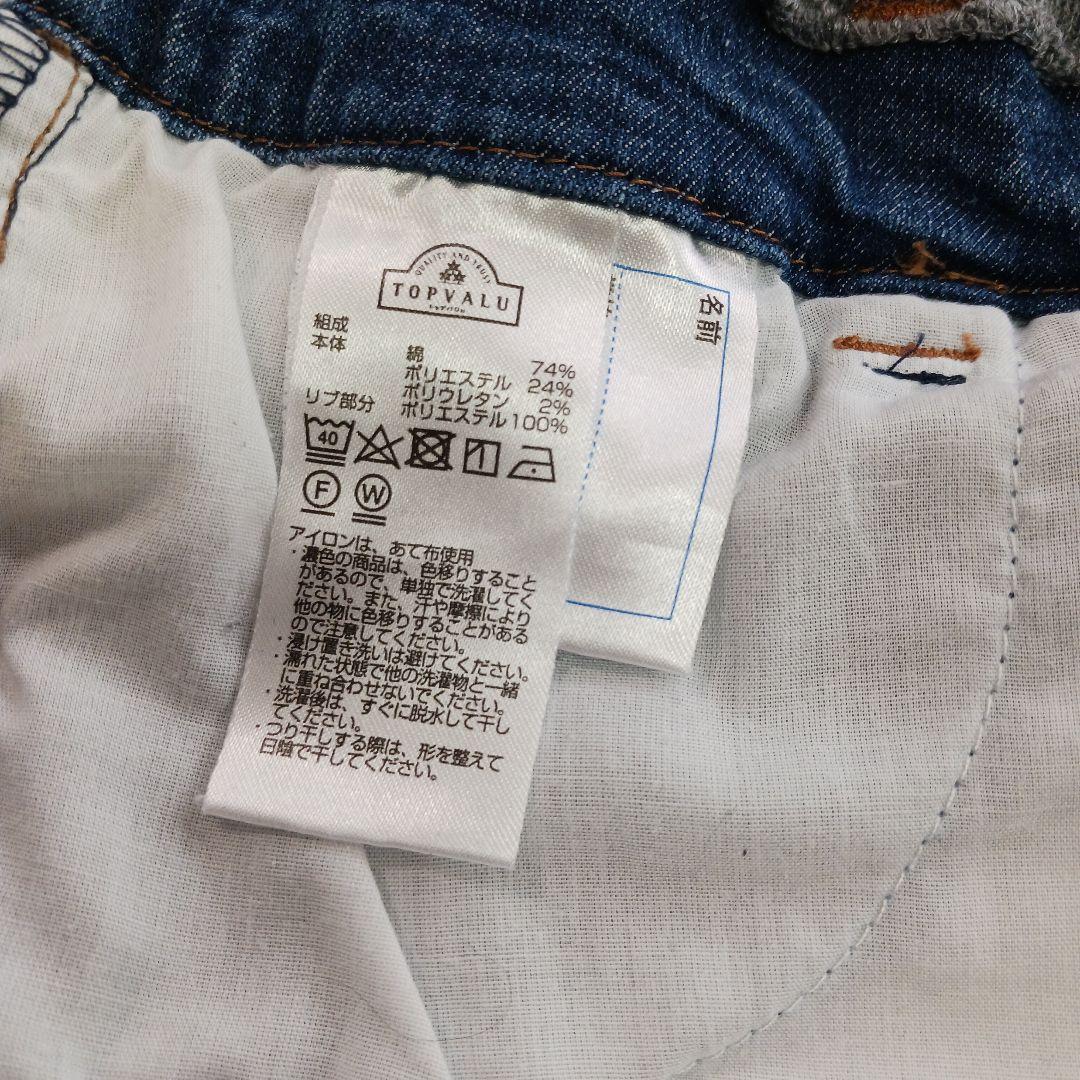 QUALITY AND TRUST
TOPVALU
組成
本体 綿 74%
ポリエステル 24%
ポリウレタン 2%
リブ部分 ポリエステル 100%
40
F W
アイロンは、あて布使用
・濃色の商品は、色移りすること
があるので、単独で洗濯してく
ださい。また、汗や摩擦により
他の物に色移りすることがある
ので注意してください。
・浸け置き洗いは避けてください。
・濡れた状態で他の洗濯物と一緒
に重ね合わせないでください。
・洗濯後は、すぐに脱水して干し
てください。
・つり干しする際は、形を整えて
日陰で干してください。
名前